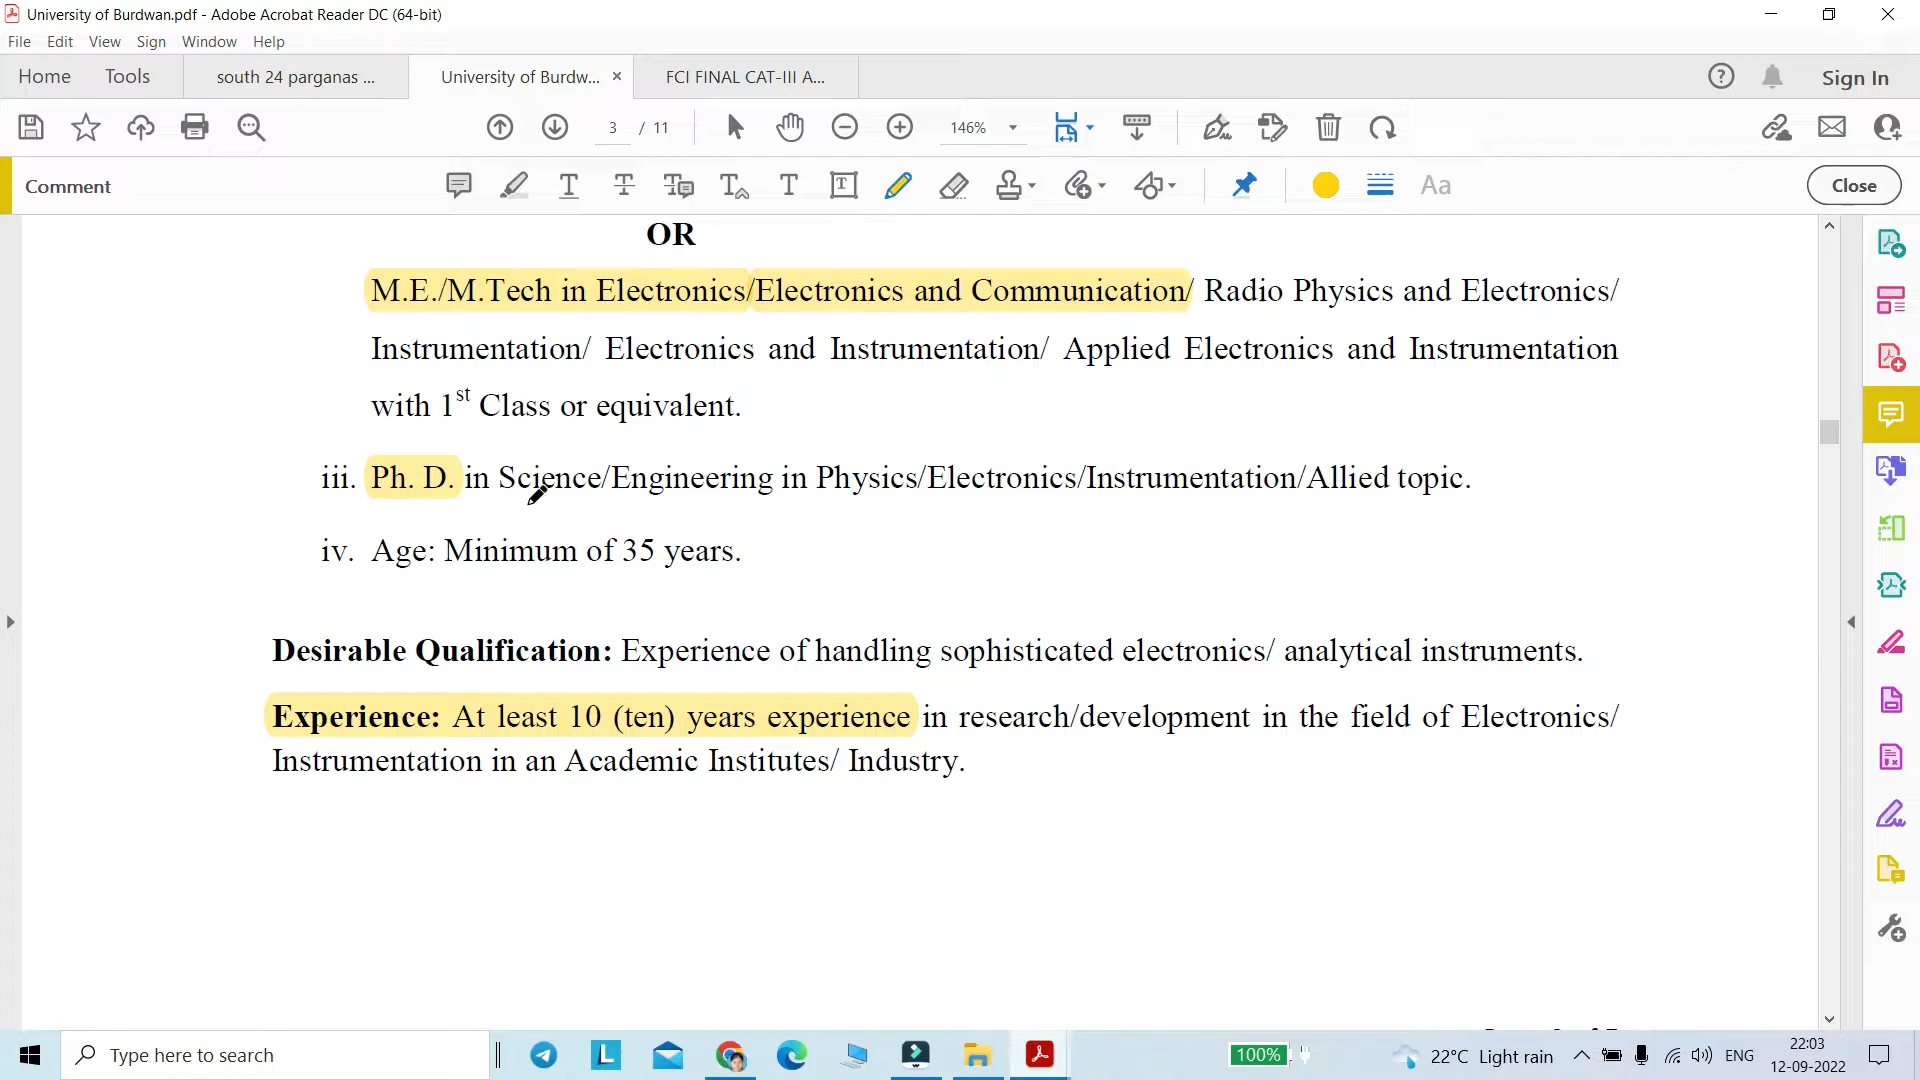 University of Burdwan.pdf - Adobe Acrobat Reader DC (64-bit)
File Edit View Sign Window Help
Home Tools south 24 parganas ... University of Burdw... × FCI FINAL CAT-III A... ? Sign In
3 / 11 146%
Comment T T T T T Aa Close
OR
M.E./M.Tech in Electronics/Electronics and Communication/ Radio Physics and Electronics/
Instrumentation/ Electronics and Instrumentation/ Applied Electronics and Instrumentation
with 1st Class or equivalent.
iii. Ph. D. in Science/Engineering in Physics/Electronics/Instrumentation/Allied topic.
iv. Age: Minimum of 35 years.
Desirable Qualification: Experience of handling sophisticated electronics/ analytical instruments.
Experience: At least 10 (ten) years experience in research/development in the field of Electronics/
Instrumentation in an Academic Institutes/ Industry.
Type here to search L 100% 22°C Light rain ENG 22:03
12-09-2022